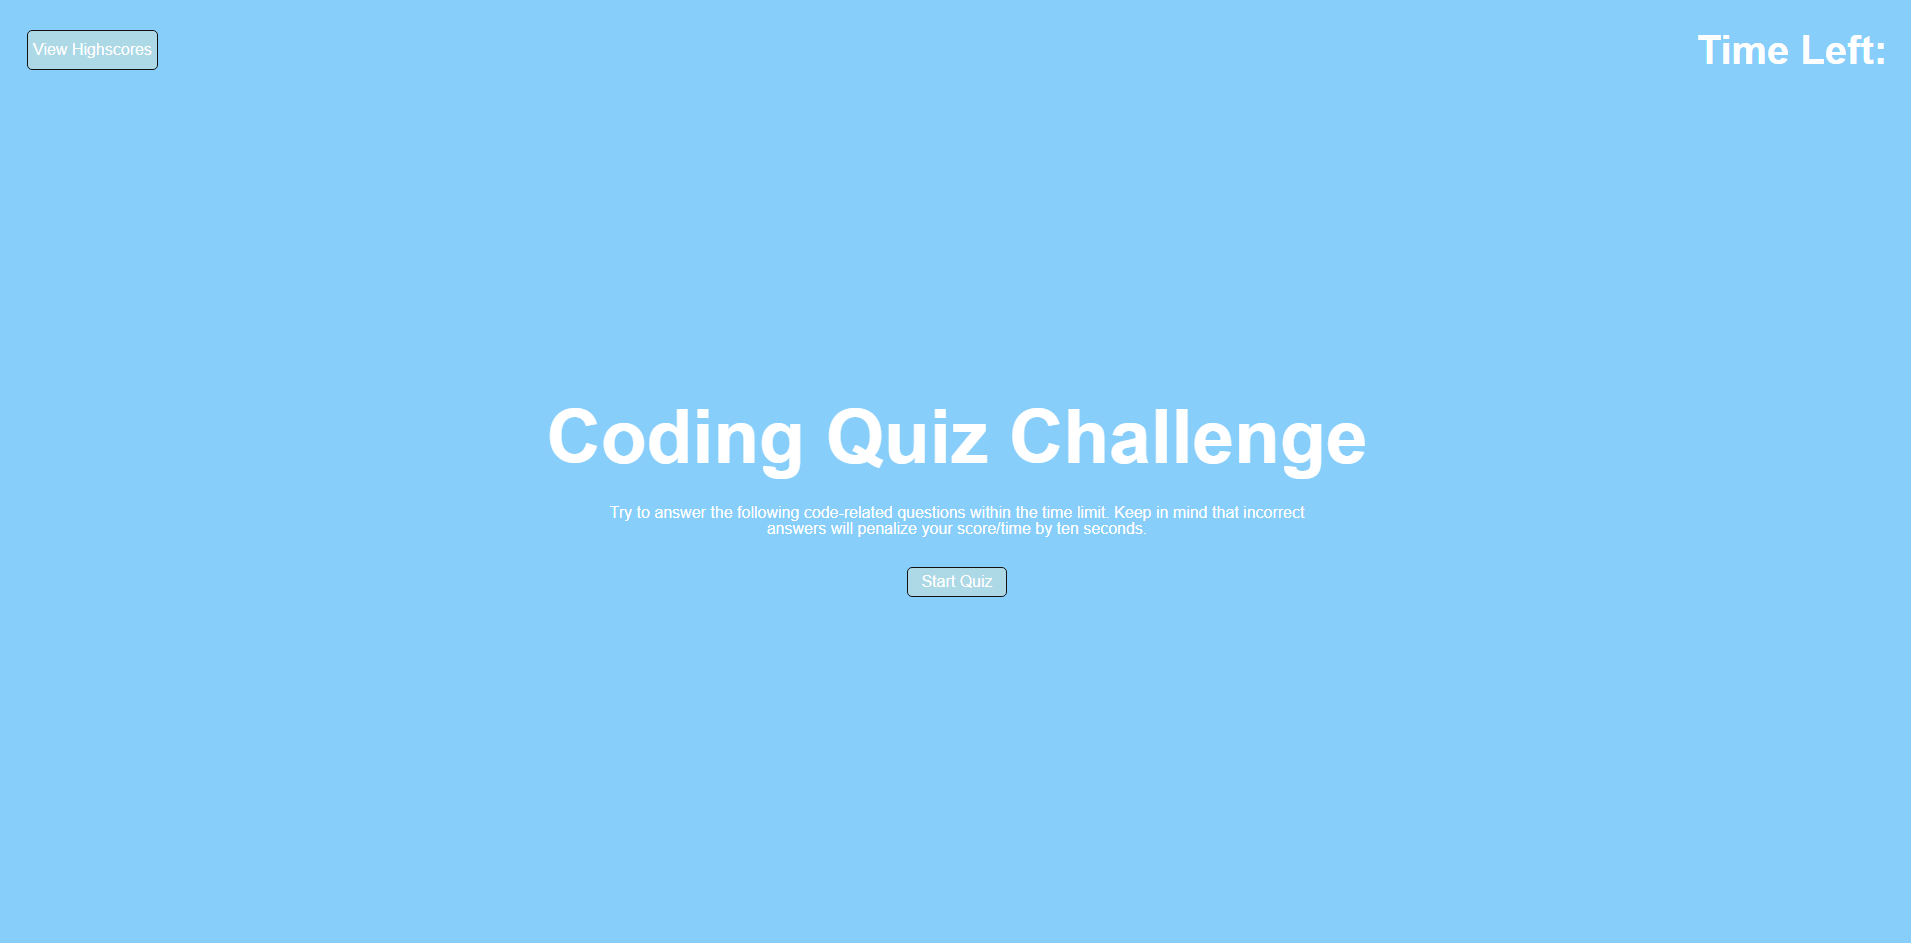 View Highscores
Time Left:
Coding Quiz Challenge
Try to answer the following code-related questions within the time limit. Keep in mind that incorrect
answers will penalize your score/time by ten seconds.
Start Quiz